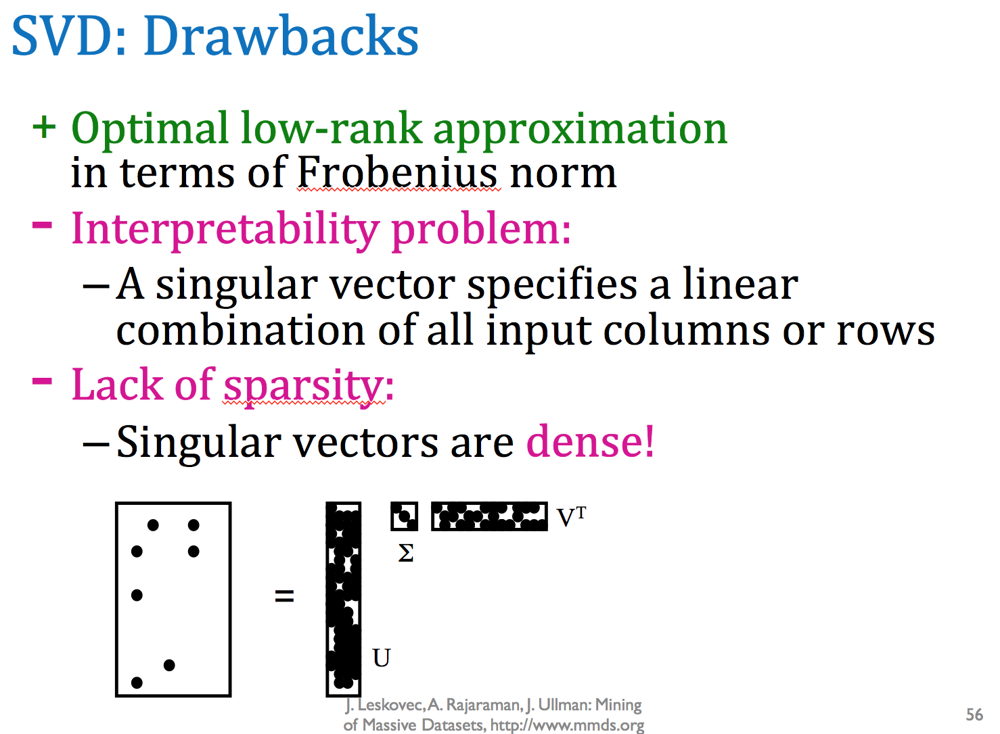 SVD: Drawbacks
+ Optimal low-rank approximation
in terms of Frobenius norm
- Interpretability problem:
– A singular vector specifies a linear
combination of all input columns or rows
- Lack of sparsity:
– Singular vectors are dense!
=
U
Σ
Vᵀ
J. Leskovec, A. Rajaraman, J. Ullman: Mining
of Massive Datasets, http://www.mmds.org
56